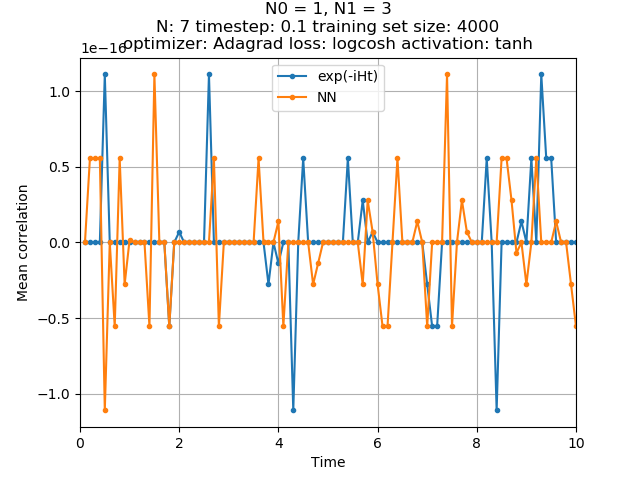 N0 = 1, N1 = 3
N: 7 timestep: 0.1 training set size: 4000
optimizer: Adagrad loss: logcosh activation: tanh
1e−16
exp(-iHt)
NN
1.0
0.5
0.0
−0.5
−1.0
Mean correlation
0 2 4 6 8 10
Time